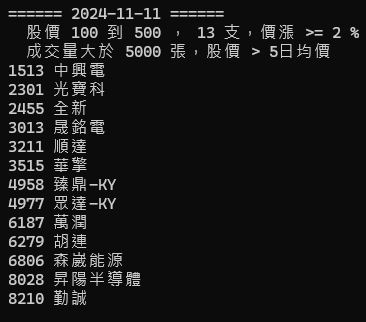 ====== 2024-11-11 ======
股價 100 到 500 ， 13 支，價漲 >= 2 %
成交量大於 5000 張，股價 > 5日均價
1513 中興電
2301 光寶科
2455 全新
3013 晟銘電
3211 順達
3515 華擎
4958 臻鼎-KY
4977 眾達-KY
6187 萬潤
6279 胡連
6806 森崴能源
8028 昇陽半導體
8210 勤誠